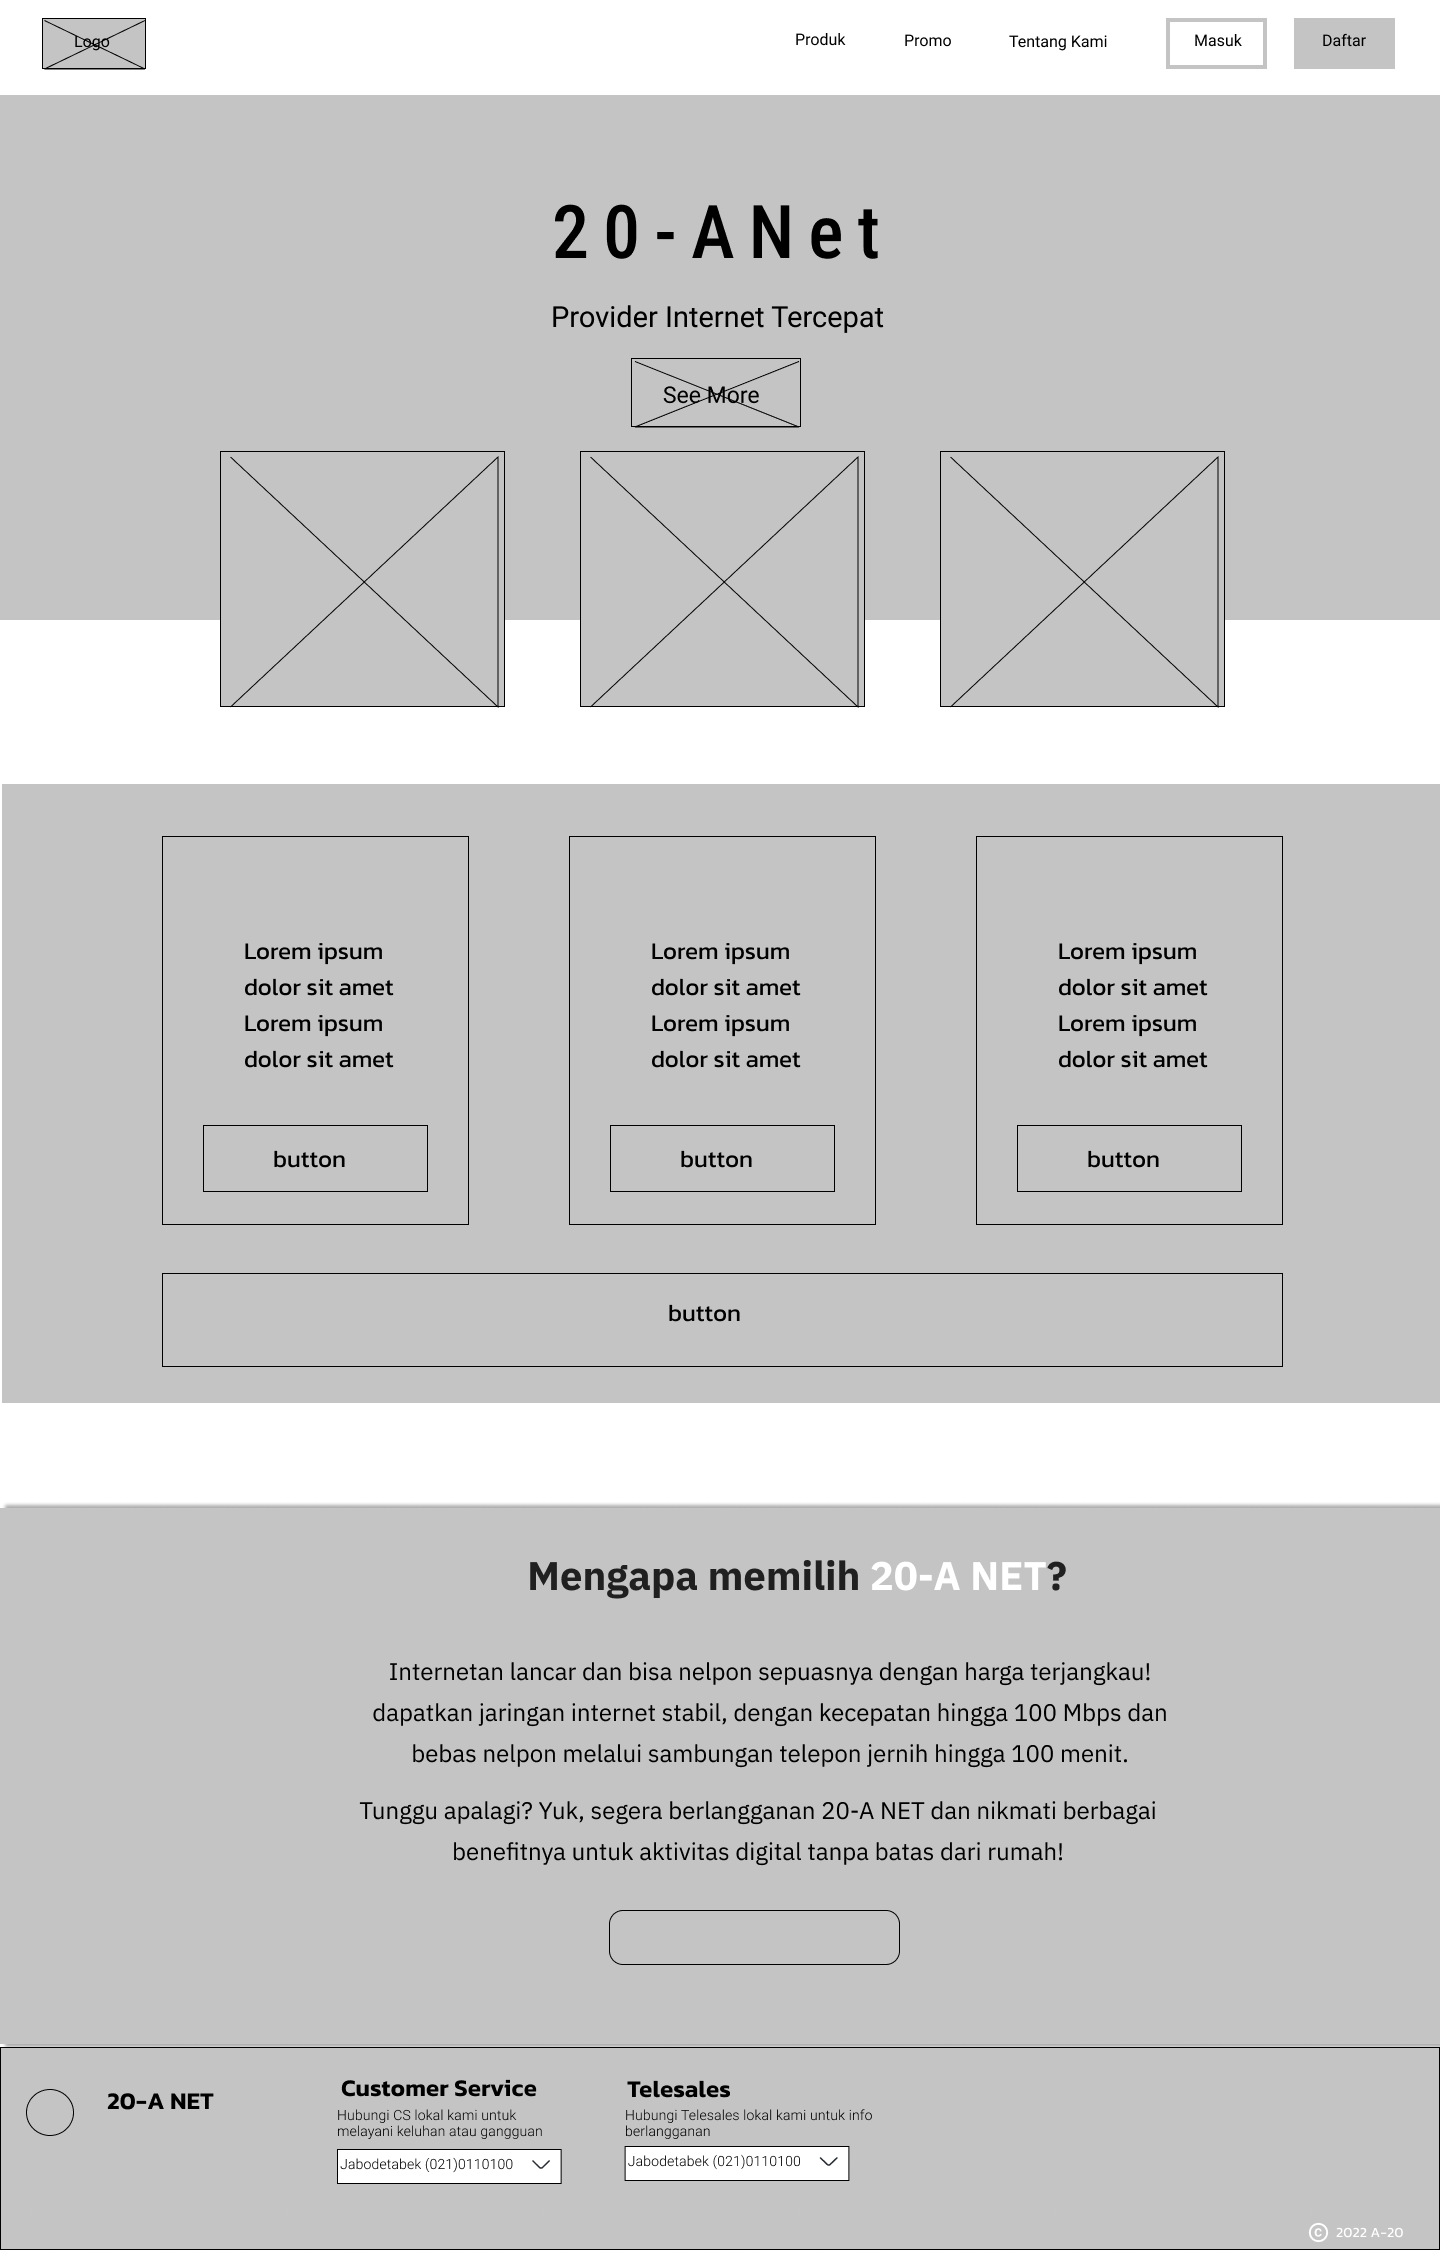 Logo
Produk
Promo
Tentang Kami
Masuk
Daftar
20-ANet
Provider Internet Tercepat
See More
Lorem ipsum
dolor sit amet
Lorem ipsum
dolor sit amet
button
Lorem ipsum
dolor sit amet
Lorem ipsum
dolor sit amet
button
Lorem ipsum
dolor sit amet
Lorem ipsum
dolor sit amet
button
button
Mengapa memilih 20-A NET?
Internetan lancar dan bisa nelpon sepuasnya dengan harga terjangkau!
dapatkan jaringan internet stabil, dengan kecepatan hingga 100 Mbps dan
bebas nelpon melalui sambungan telepon jernih hingga 100 menit.
Tunggu apalagi? Yuk, segera berlangganan 20-A NET dan nikmati berbagai
benefitnya untuk aktivitas digital tanpa batas dari rumah!
20-A NET
Customer Service
Hubungi CS lokal kami untuk
melayani keluhan atau gangguan
Jabodetabek (021)0110100
Telesales
Hubungi Telesales lokal kami untuk info
berlangganan
Jabodetabek (021)0110100
© 2022 A-20